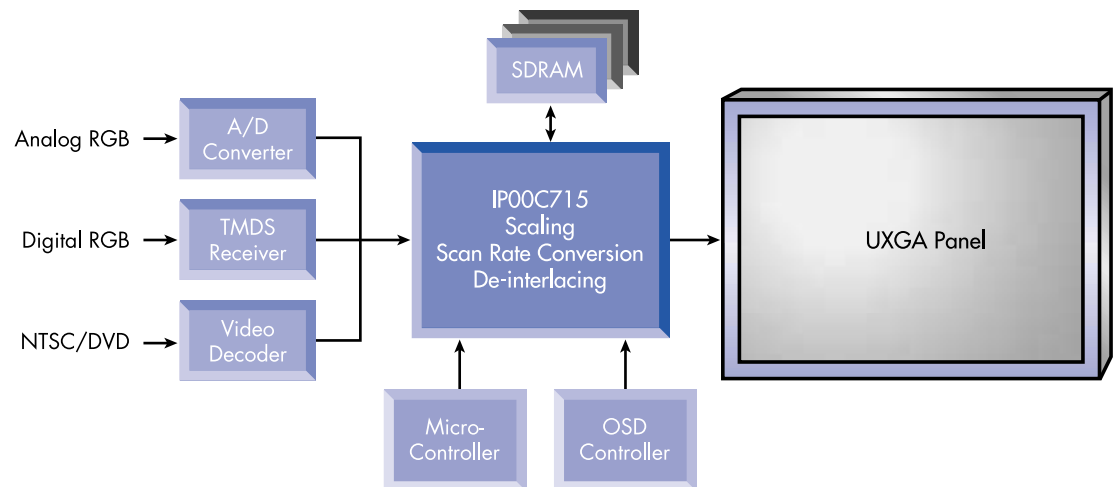 SDRAM
Analog RGB
A/D
Converter
Digital RGB
TMDS
Receiver
NTSC/DVD
Video
Decoder
IP00C715
Scaling
Scan Rate Conversion
De-interlacing
UXGA Panel
Micro-
Controller
OSD
Controller